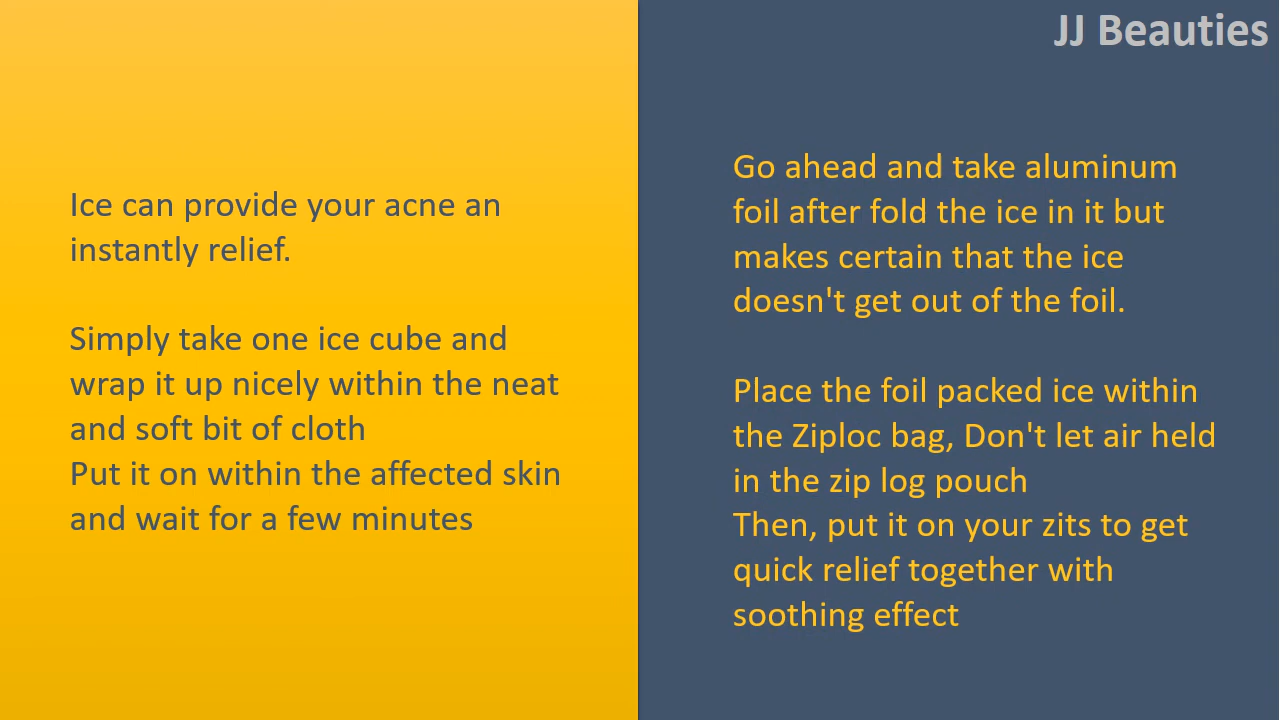 JJ Beauties
Ice can provide your acne an
instantly relief.
Simply take one ice cube and
wrap it up nicely within the neat
and soft bit of cloth
Put it on within the affected skin
and wait for a few minutes
Go ahead and take aluminum
foil after fold the ice in it but
makes certain that the ice
doesn't get out of the foil.
Place the foil packed ice within
the Ziploc bag, Don't let air held
in the zip log pouch
Then, put it on your zits to get
quick relief together with
soothing effect